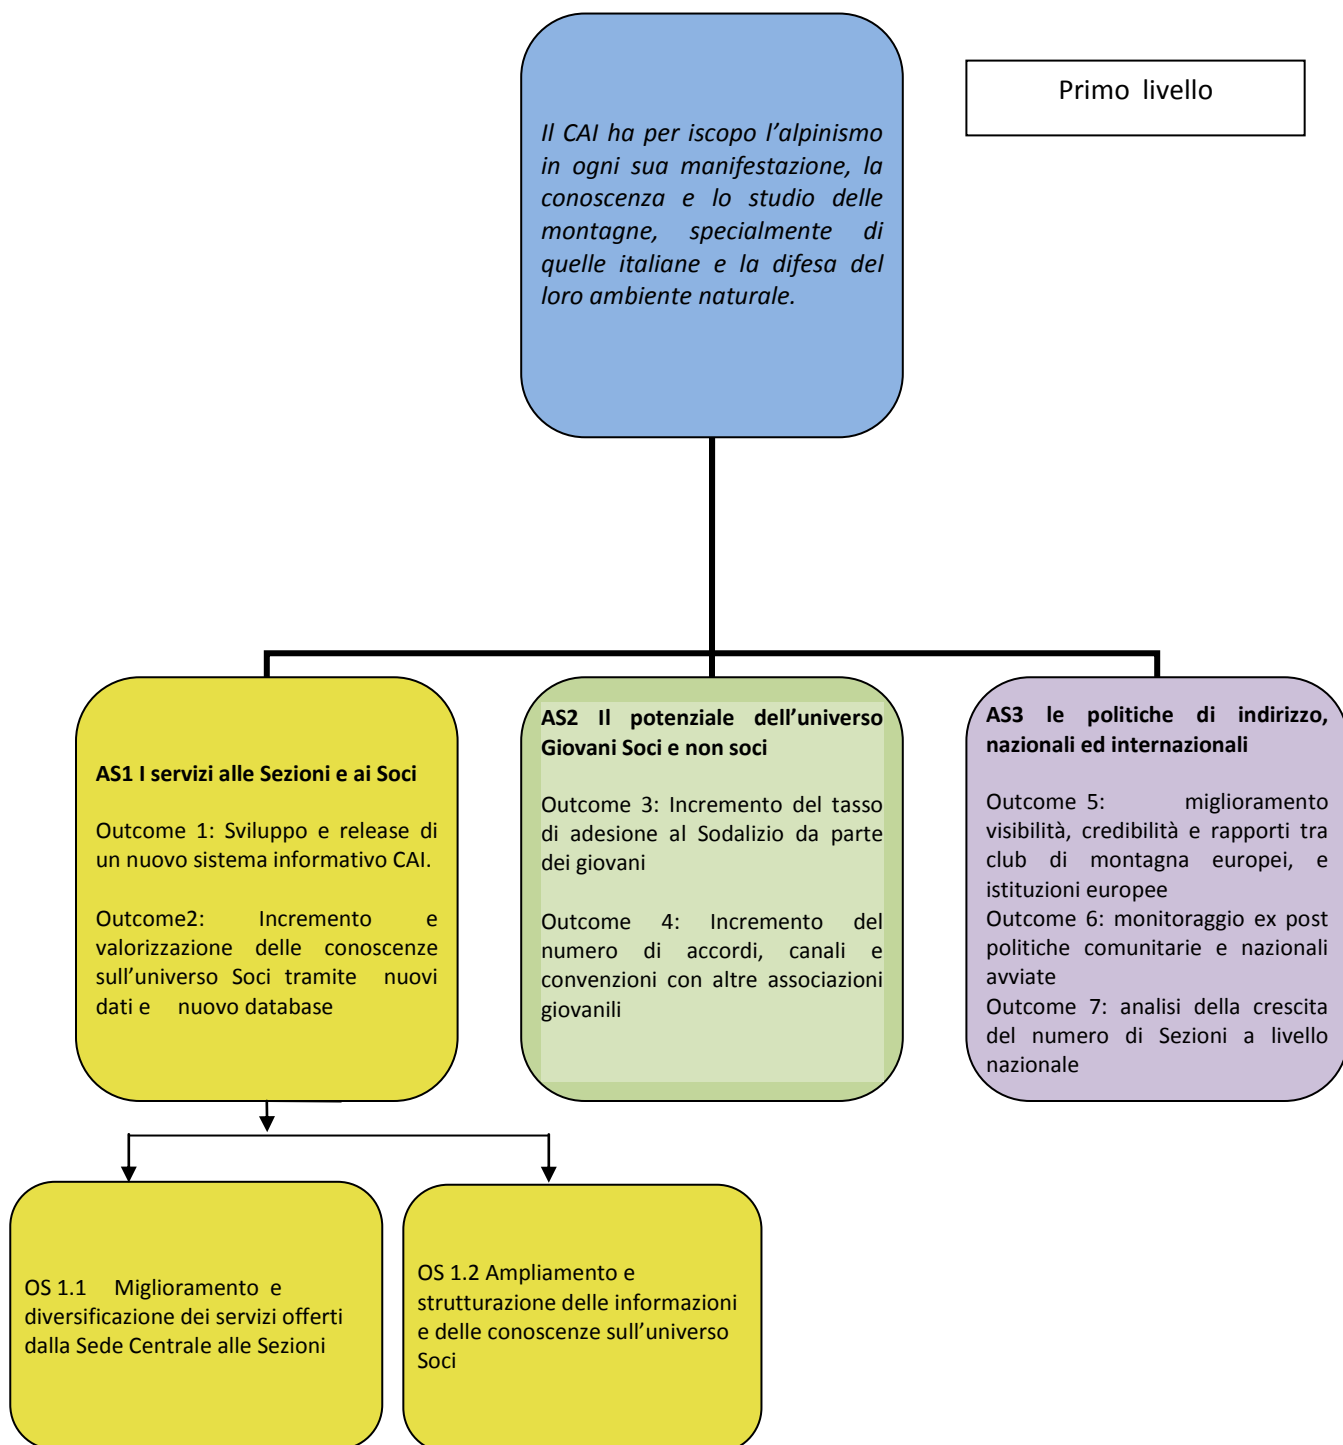 Primo livello
Il CAI ha per iscopo l’alpinismo
in ogni sua manifestazione, la
conoscenza e lo studio delle
montagne, specialmente di
quelle italiane e la difesa del
loro ambiente naturale.
AS1 I servizi alle Sezioni e ai Soci
Outcome 1: Sviluppo e release di
un nuovo sistema informativo CAI.
Outcome2: Incremento e
valorizzazione delle conoscenze
sull’universo Soci tramite nuovi
dati e nuovo database
AS2 Il potenziale dell’universo
Giovani Soci e non soci
Outcome 3: Incremento del tasso
di adesione al Sodalizio da parte
dei giovani
Outcome 4: Incremento del
numero di accordi, canali e
convenzioni con altre associazioni
giovanili
AS3 le politiche di indirizzo,
nazionali ed internazionali
Outcome 5: miglioramento
visibilità, credibilità e rapporti tra
club di montagna europei, e
istituzioni europee
Outcome 6: monitoraggio ex post
politiche comunitarie e nazionali
avviate
Outcome 7: analisi della crescita
del numero di Sezioni a livello
nazionale
OS 1.1 Miglioramento e
diversificazione dei servizi offerti
dalla Sede Centrale alle Sezioni
OS 1.2 Ampliamento e
strutturazione delle informazioni
e delle conoscenze sull’universo
Soci